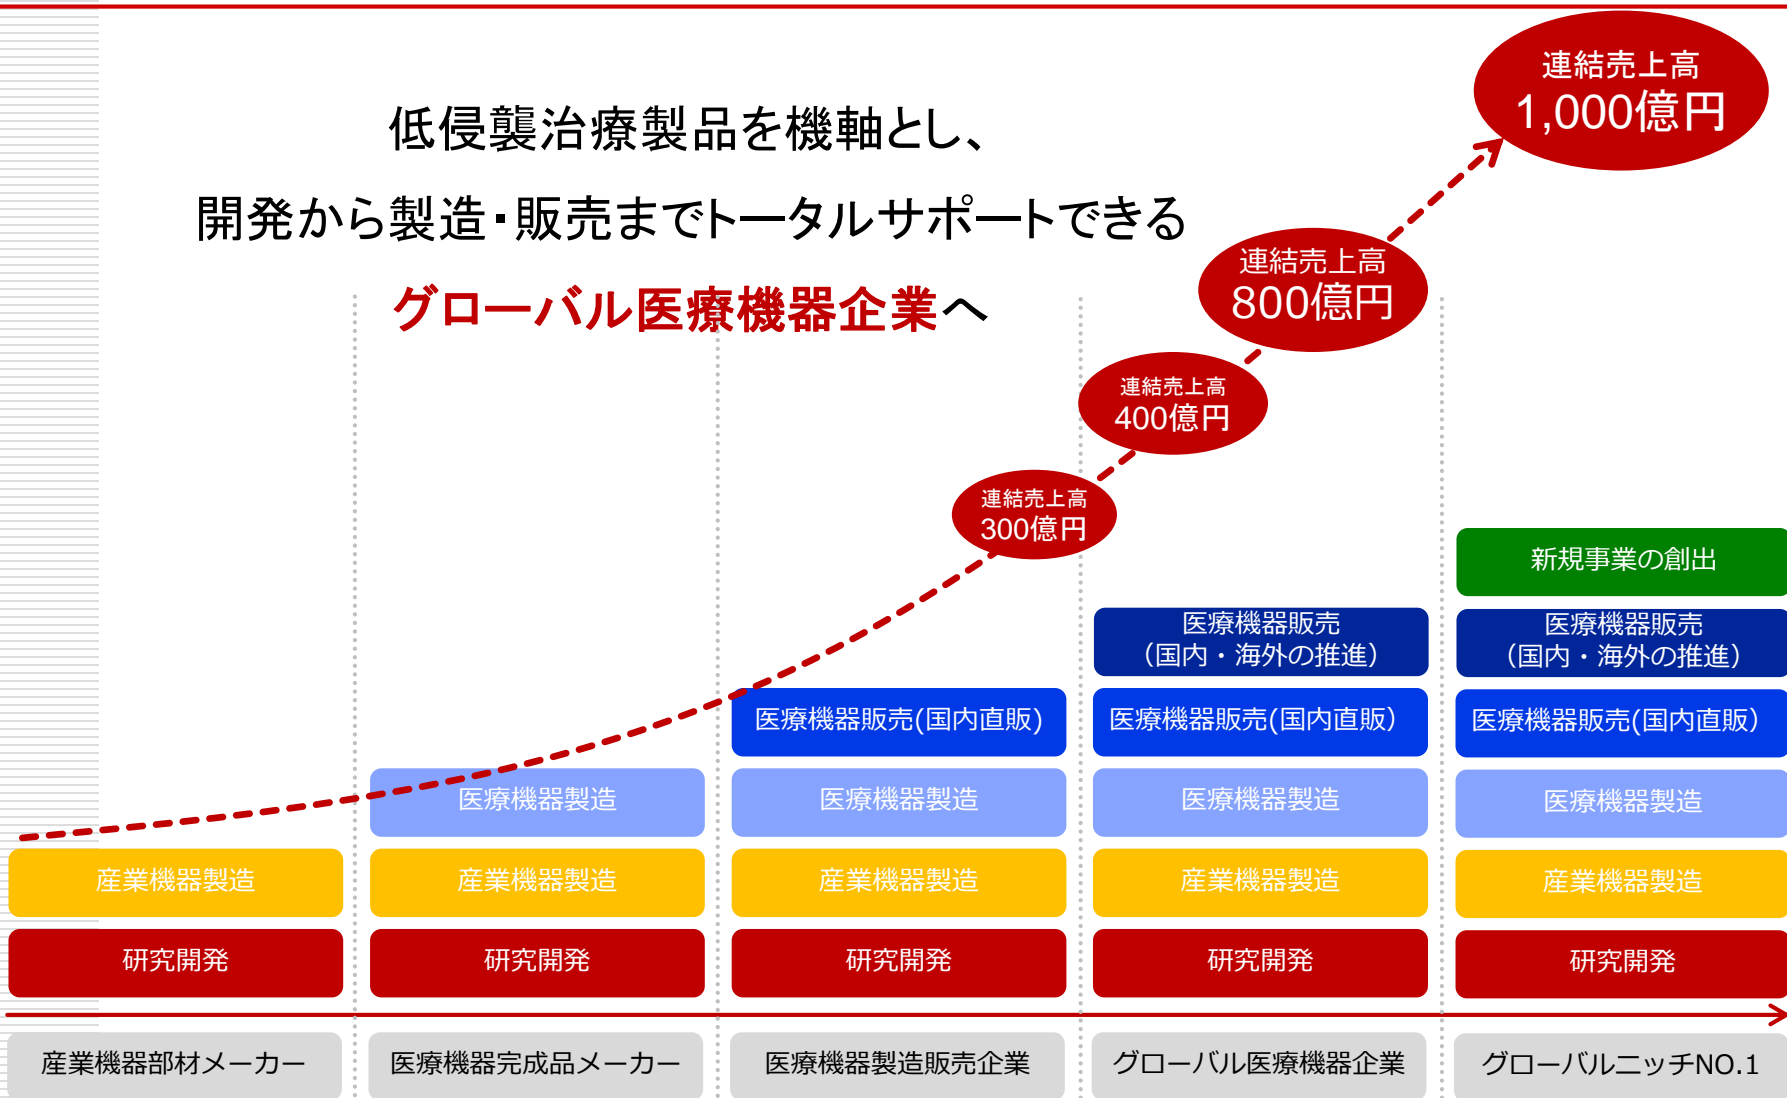 連結売上高
1,000億円
低侵襲治療製品を機軸とし、
開発から製造・販売までトータルサポートできる
グローバル医療機器企業へ
連結売上高
800億円
連結売上高
400億円
連結売上高
300億円
新規事業の創出
医療機器販売
（国内・海外の推進）
医療機器販売
（国内・海外の推進）
医療機器販売(国内直販)
医療機器販売(国内直販）
医療機器販売(国内直販）
医療機器製造
医療機器製造
医療機器製造
医療機器製造
産業機器製造
産業機器製造
産業機器製造
産業機器製造
産業機器製造
研究開発
研究開発
研究開発
研究開発
研究開発
産業機器部材メーカー
医療機器完成品メーカー
医療機器製造販売企業
グローバル医療機器企業
グローバルニッチNO.1